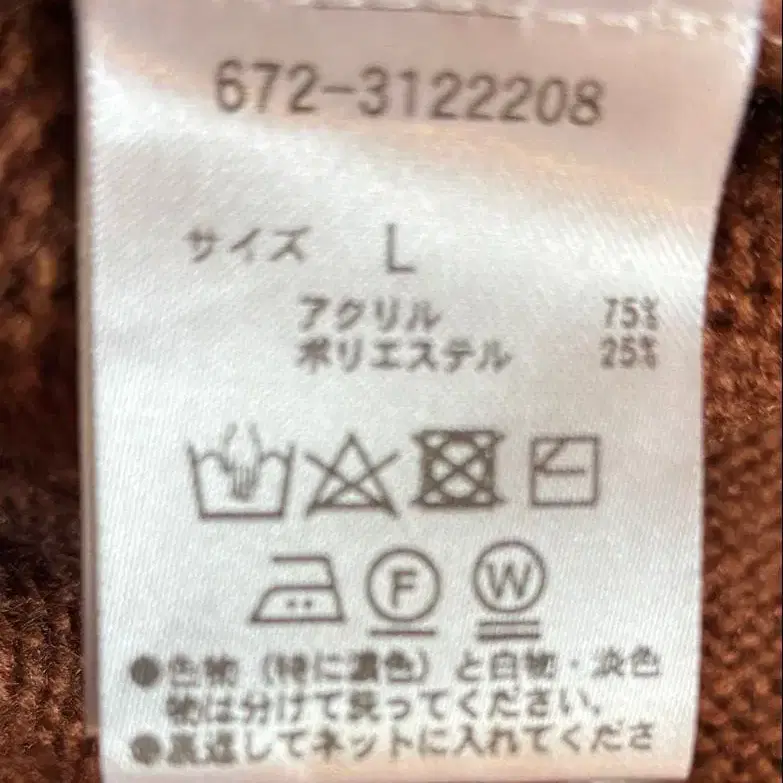 672-3122208
サイズ L
アクリル 75%
ポリエステル 25%
F W
●色物(特に濃色)と白物・淡色
物は分けて洗ってください。
●裏返してネットに入れてくださ